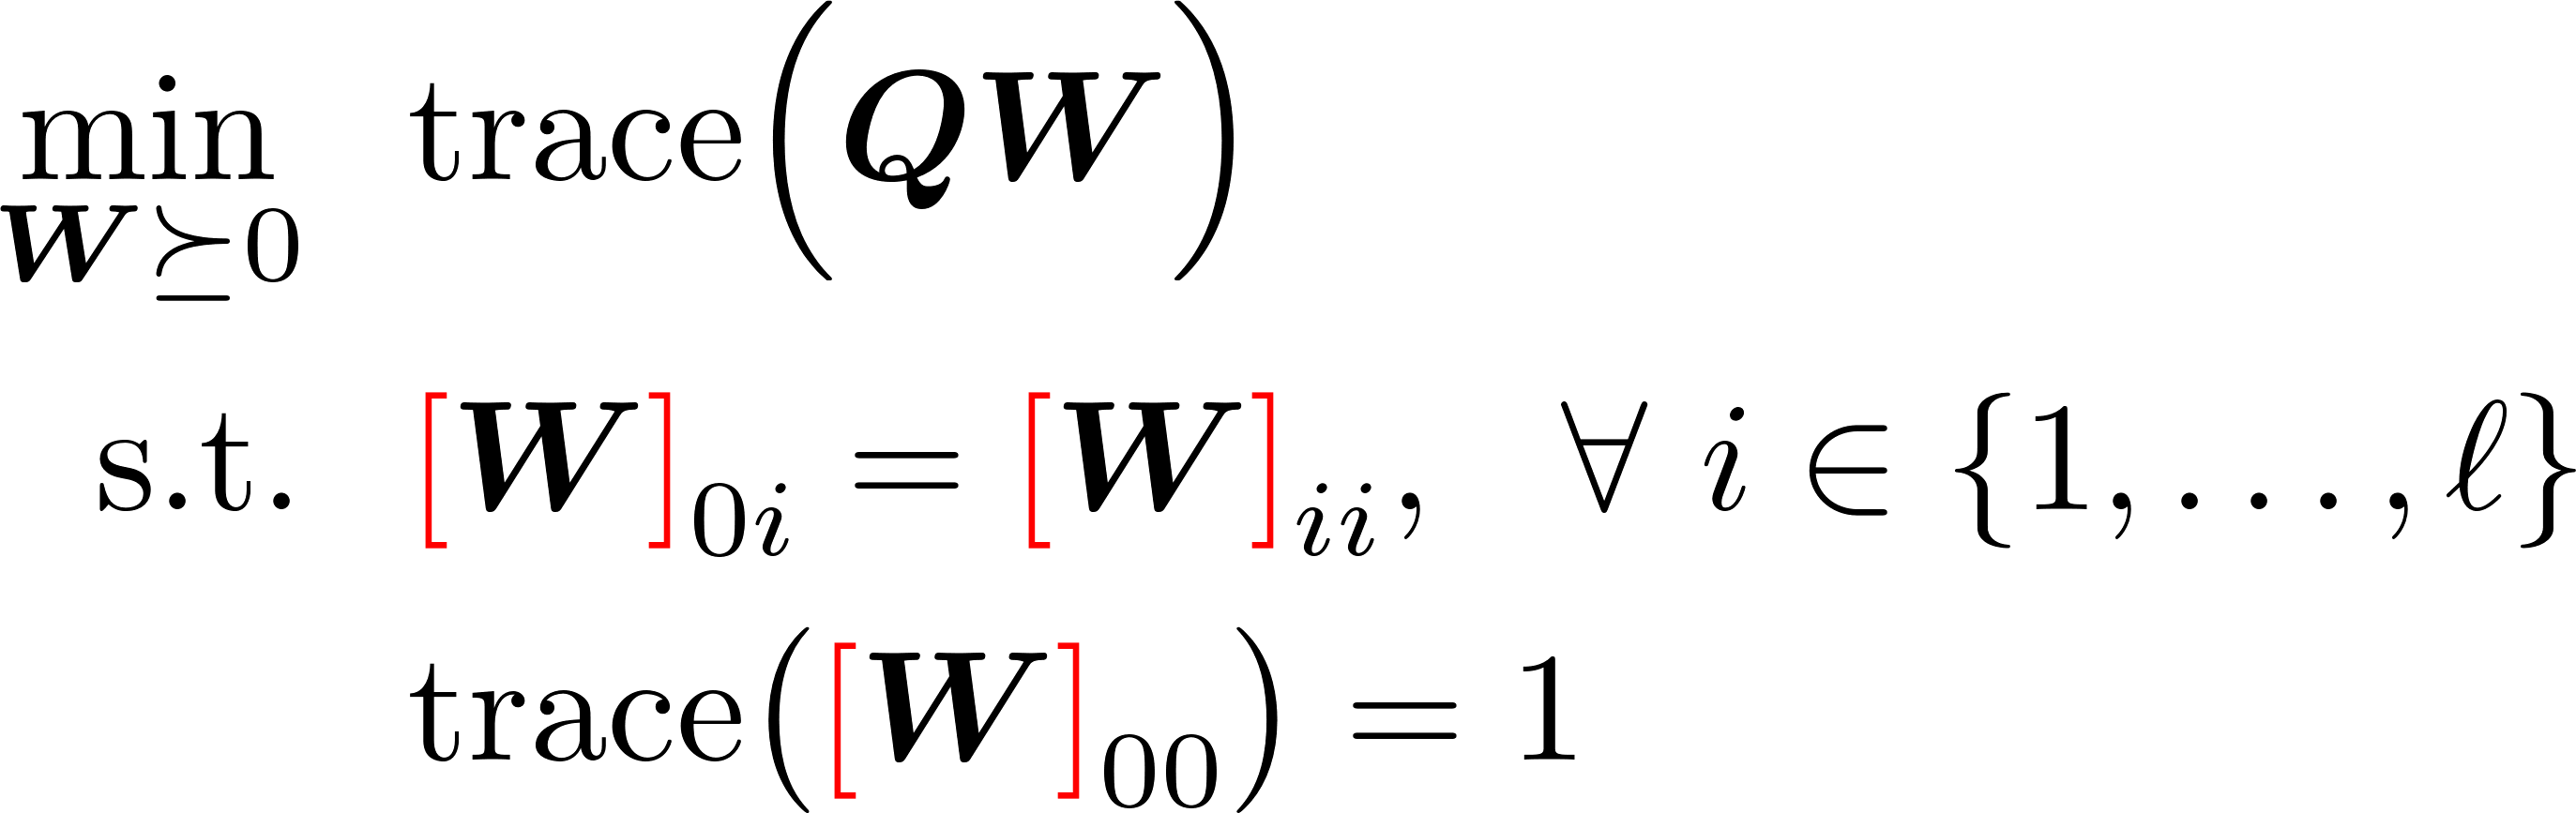 min trace(QW)
W⪰0
s.t. [W]₀ᵢ = [W]ᵢᵢ, ∀ i ∈ {1, . . . , ℓ}
trace([W]₀₀) = 1